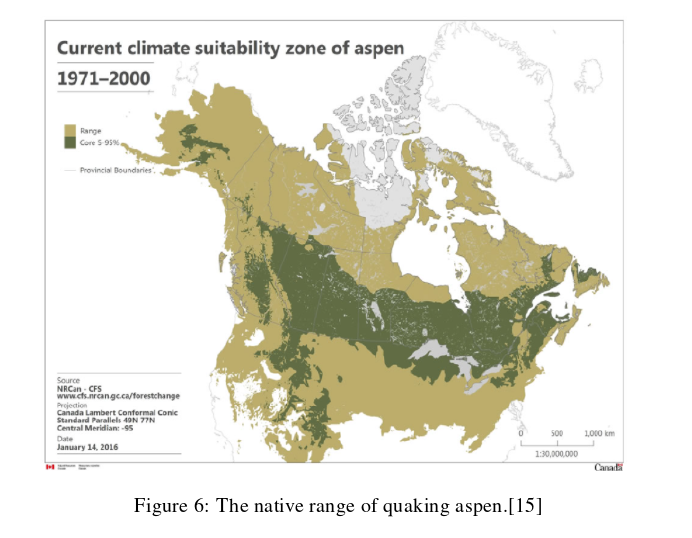 Current climate suitability zone of aspen
1971–2000
Range
Core 5-95%
Provincial Boundaries
Source
NRCan - CFS
www.cfs.nrcan.gc.ca/forestchange
Projection
Canada Lambert Conformal Conic
Standard Parallels 49N 77N
Central Meridian: -95
Date
January 14, 2016
0 500 1,000 km
1:30,000,000
Canada
Figure 6: The native range of quaking aspen.[15]